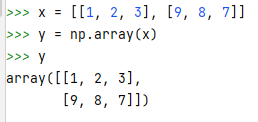 >>> x = [[1, 2, 3], [9, 8, 7]]
>>> y = np.array(x)
>>> y
array([[1, 2, 3],
       [9, 8, 7]])